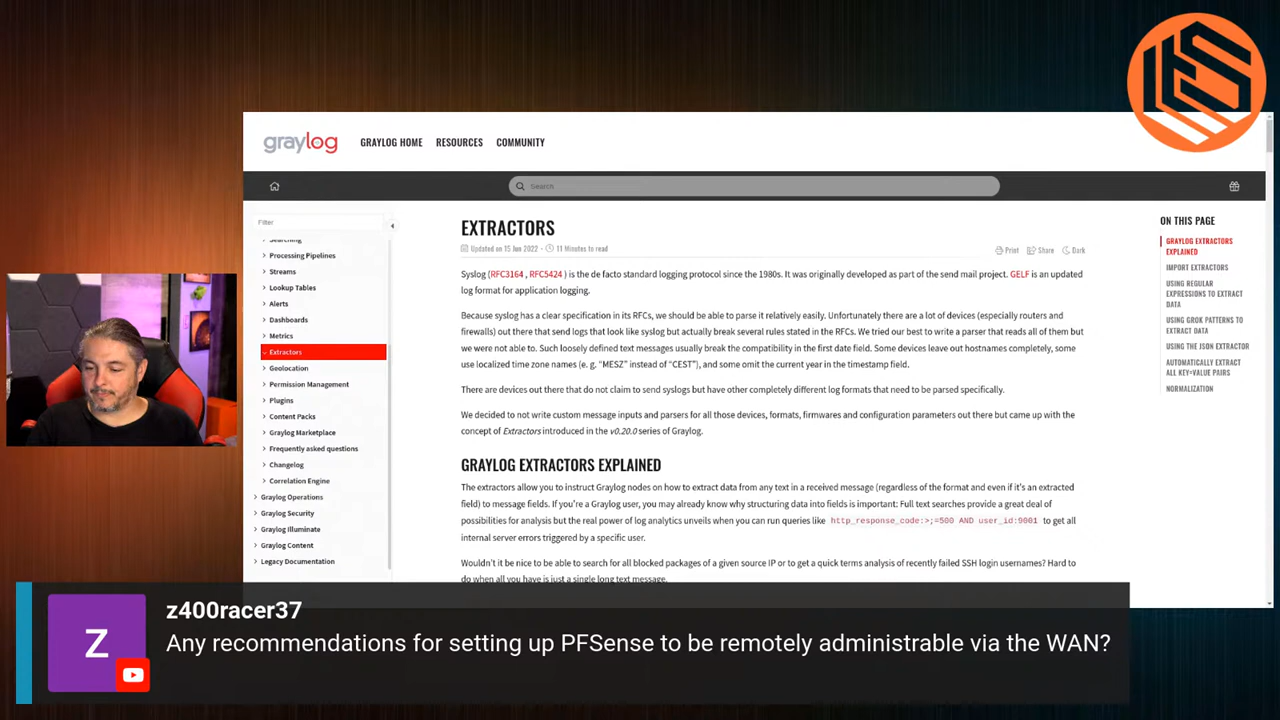 graylog
GRAYLOG HOME RESOURCES COMMUNITY
Search
Filter
Searching
Processing Pipelines
Streams
Lookup Tables
Alerts
Dashboards
Metrics
Extractors
Geolocation
Permission Management
Plugins
Content Packs
Graylog Marketplace
Frequently asked questions
Changelog
Correlation Engine
Graylog Operations
Graylog Security
Graylog Illuminate
Graylog Content
Legacy Documentation
EXTRACTORS
Updated on 15 Jun 2022 • 11 Minutes to read
Print Share Dark
Syslog (RFC3164 , RFC5424 ) is the de facto standard logging protocol since the 1980s. It was originally developed as part of the send mail project. GELF is an updated
log format for application logging.
Because syslog has a clear specification in its RFCs, we should be able to parse it relatively easily. Unfortunately there are a lot of devices (especially routers and
firewalls) out there that send logs that look like syslog but actually break several rules stated in the RFCs. We tried our best to write a parser that reads all of them but
we were not able to. Such loosely defined text messages usually break the compatibility in the first date field. Some devices leave out hostnames completely, some
use localized time zone names (e. g. “MESZ” instead of “CEST”), and some omit the current year in the timestamp field.
There are devices out there that do not claim to send syslogs but have other completely different log formats that need to be parsed specifically.
We decided to not write custom message inputs and parsers for all those devices, formats, firmwares and configuration parameters out there but came up with the
concept of Extractors introduced in the v0.20.0 series of Graylog.
GRAYLOG EXTRACTORS EXPLAINED
The extractors allow you to instruct Graylog nodes on how to extract data from any text in a received message (regardless of the format and even if it's an extracted
field) to message fields. If you're a Graylog user, you may already know why structuring data into fields is important: Full text searches provide a great deal of
possibilities for analysis but the real power of log analytics unveils when you can run queries like http_response_code:>;=500 AND user_id:9001 to get all
internal server errors triggered by a specific user.
Wouldn't it be nice to be able to search for all blocked packages of a given source IP or to get a quick terms analysis of recently failed SSH login usernames? Hard to
do when all you have is just a single long text message.
ON THIS PAGE
GRAYLOG EXTRACTORS
EXPLAINED
IMPORT EXTRACTORS
USING REGULAR
EXPRESSIONS TO EXTRACT
DATA
USING GROK PATTERNS TO
EXTRACT DATA
USING THE JSON EXTRACTOR
AUTOMATICALLY EXTRACT
ALL KEY=VALUE PAIRS
NORMALIZATION
Z
z400racer37
Any recommendations for setting up PFSense to be remotely administrable via the WAN?